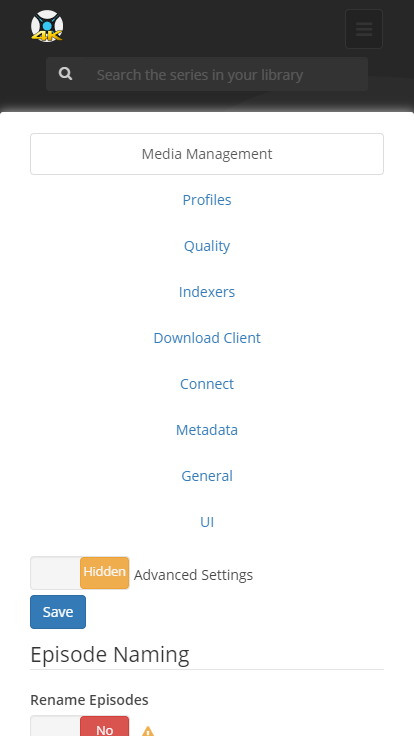 4K
Search the series in your library
Media Management
Profiles
Quality
Indexers
Download Client
Connect
Metadata
General
UI
Hidden Advanced Settings
Save
Episode Naming
Rename Episodes
No